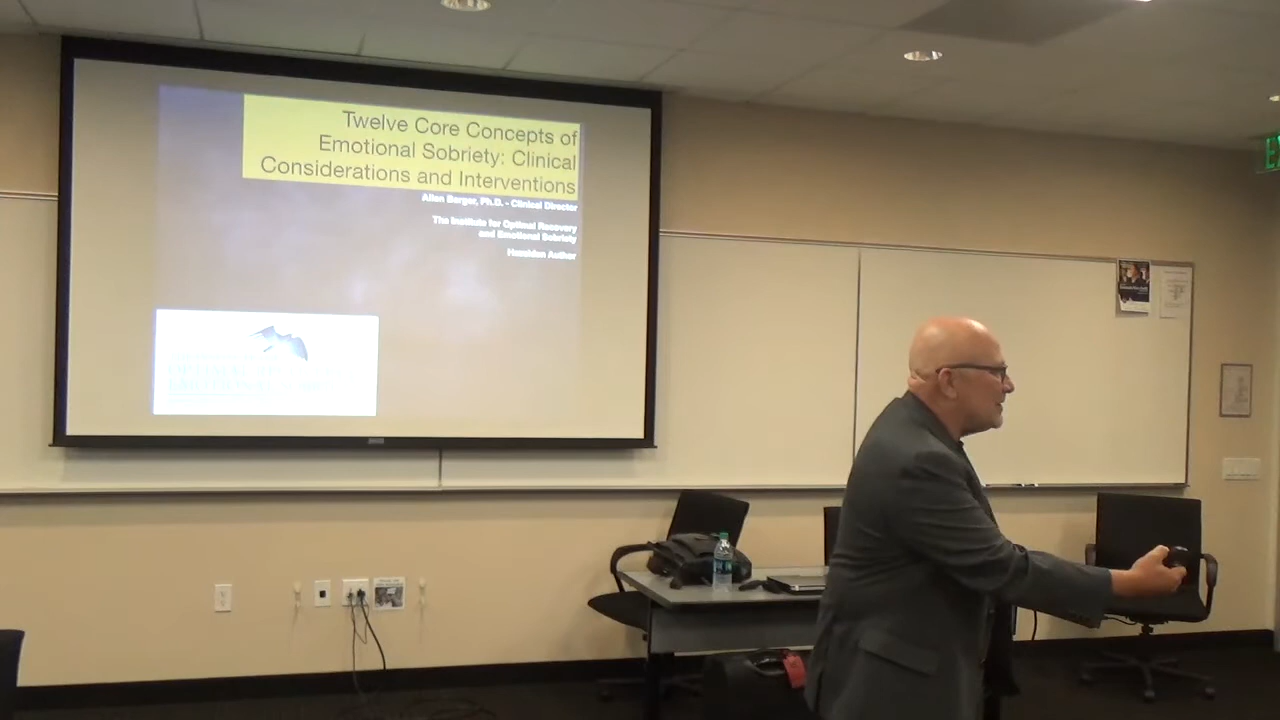 Twelve Core Concepts of
Emotional Sobriety: Clinical
Considerations and Interventions
Allen Berger, Ph.D. - Clinical Director
The Institute for Optimal Recovery
and Emotional Sobriety
Hazelden Author